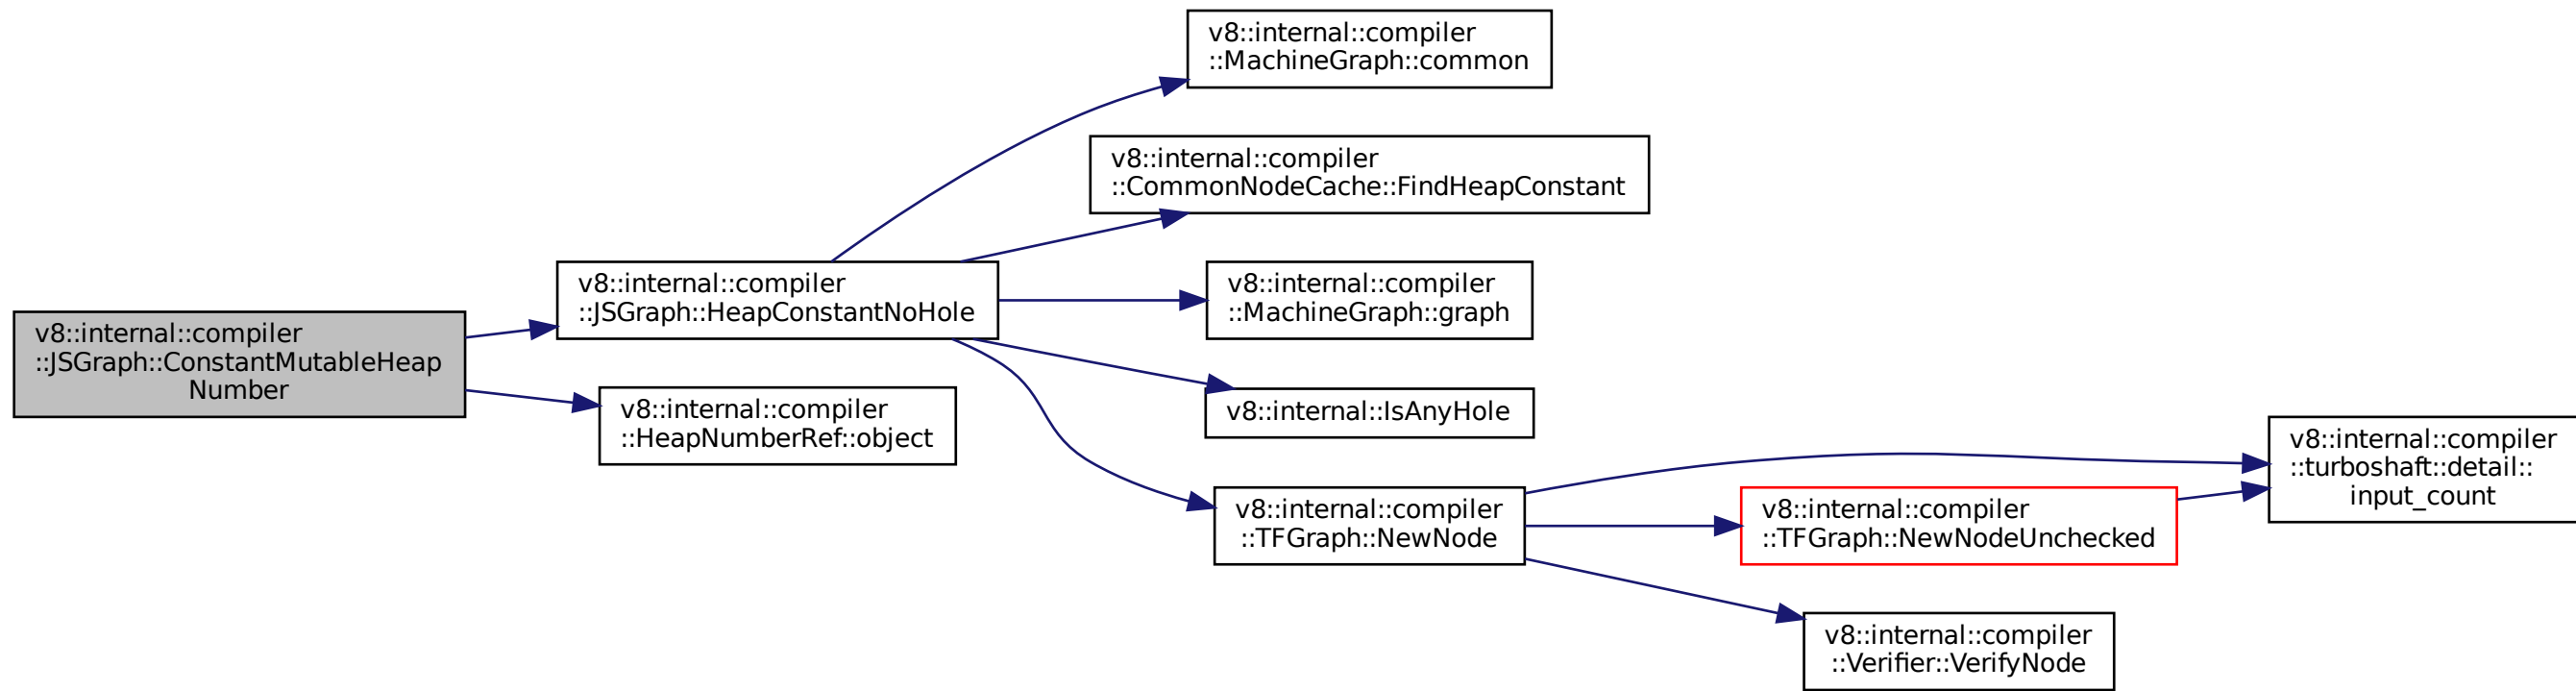 v8::internal::compiler
::JSGraph::ConstantMutableHeap
Number
v8::internal::compiler
::JSGraph::HeapConstantNoHole
v8::internal::compiler
::HeapNumberRef::object
v8::internal::compiler
::MachineGraph::common
v8::internal::compiler
::CommonNodeCache::FindHeapConstant
v8::internal::compiler
::MachineGraph::graph
v8::internal::IsAnyHole
v8::internal::compiler
::TFGraph::NewNode
v8::internal::compiler
::TFGraph::NewNodeUnchecked
v8::internal::compiler
::Verifier::VerifyNode
v8::internal::compiler
::turboshaft::detail::
input_count